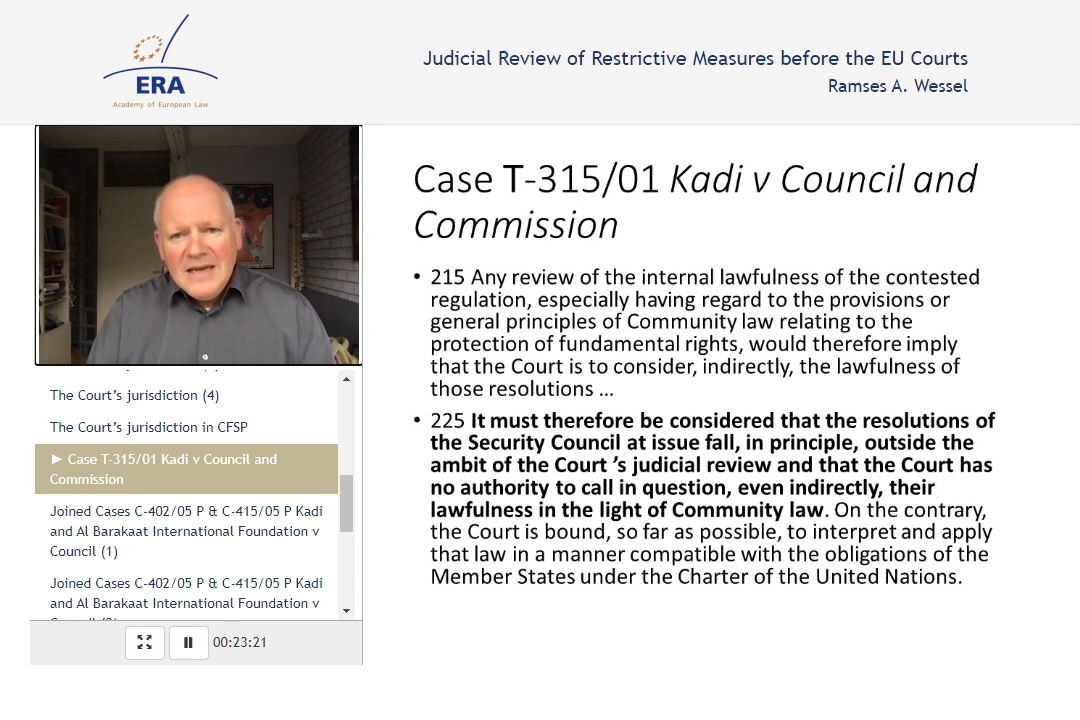 ERA
Academy of European Law
Judicial Review of Restrictive Measures before the EU Courts
Ramses A. Wessel
The Court's jurisdiction (4)
The Court's jurisdiction in CFSP
► Case T-315/01 Kadi v Council and
Commission
Joined Cases C-402/05 P & C-415/05 P Kadi
and Al Barakaat International Foundation v
Council (1)
Joined Cases C-402/05 P & C-415/05 P Kadi
and Al Barakaat International Foundation v
00:23:21
Case T-315/01 Kadi v Council and
Commission
• 215 Any review of the internal lawfulness of the contested
regulation, especially having regard to the provisions or
general principles of Community law relating to the
protection of fundamental rights, would therefore imply
that the Court is to consider, indirectly, the lawfulness of
those resolutions ...
• 225 It must therefore be considered that the resolutions of
the Security Council at issue fall, in principle, outside the
ambit of the Court 's judicial review and that the Court has
no authority to call in question, even indirectly, their
lawfulness in the light of Community law. On the contrary,
the Court is bound, so far as possible, to interpret and apply
that law in a manner compatible with the obligations of the
Member States under the Charter of the United Nations.